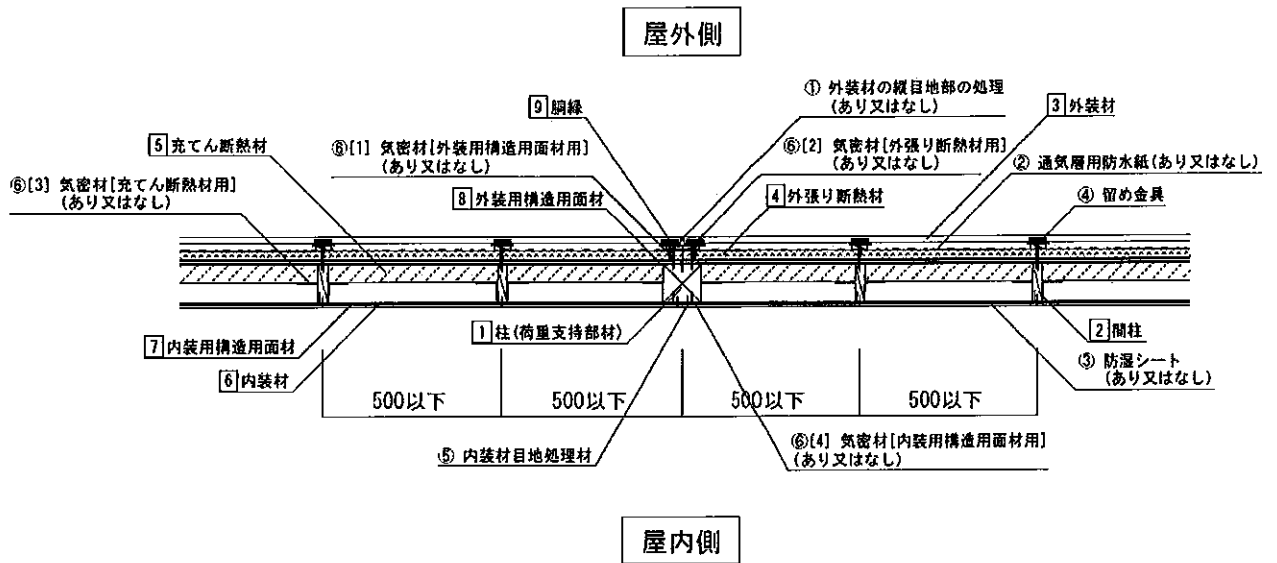 屋外側
① 外装材の縦目地部の処理
(あり又はなし)
9 胴縁
3 外装材
5 充てん断熱材
⑥[1] 気密材[外装用構造用面材用]
(あり又はなし)
⑥[2] 気密材[外張り断熱材用]
(あり又はなし)
② 通気層用防水紙(あり又はなし)
⑥[3] 気密材[充てん断熱材用]
(あり又はなし)
8 外装用構造用面材
4 外張り断熱材
④ 留め金具
1 柱(荷重支持部材)
2 間柱
7 内装用構造用面材
③ 防湿シート
(あり又はなし)
6 内装材
500以下
500以下
500以下
500以下
⑤ 内装材目地処理材
⑥[4] 気密材[内装用構造用面材用]
(あり又はなし)
屋内側